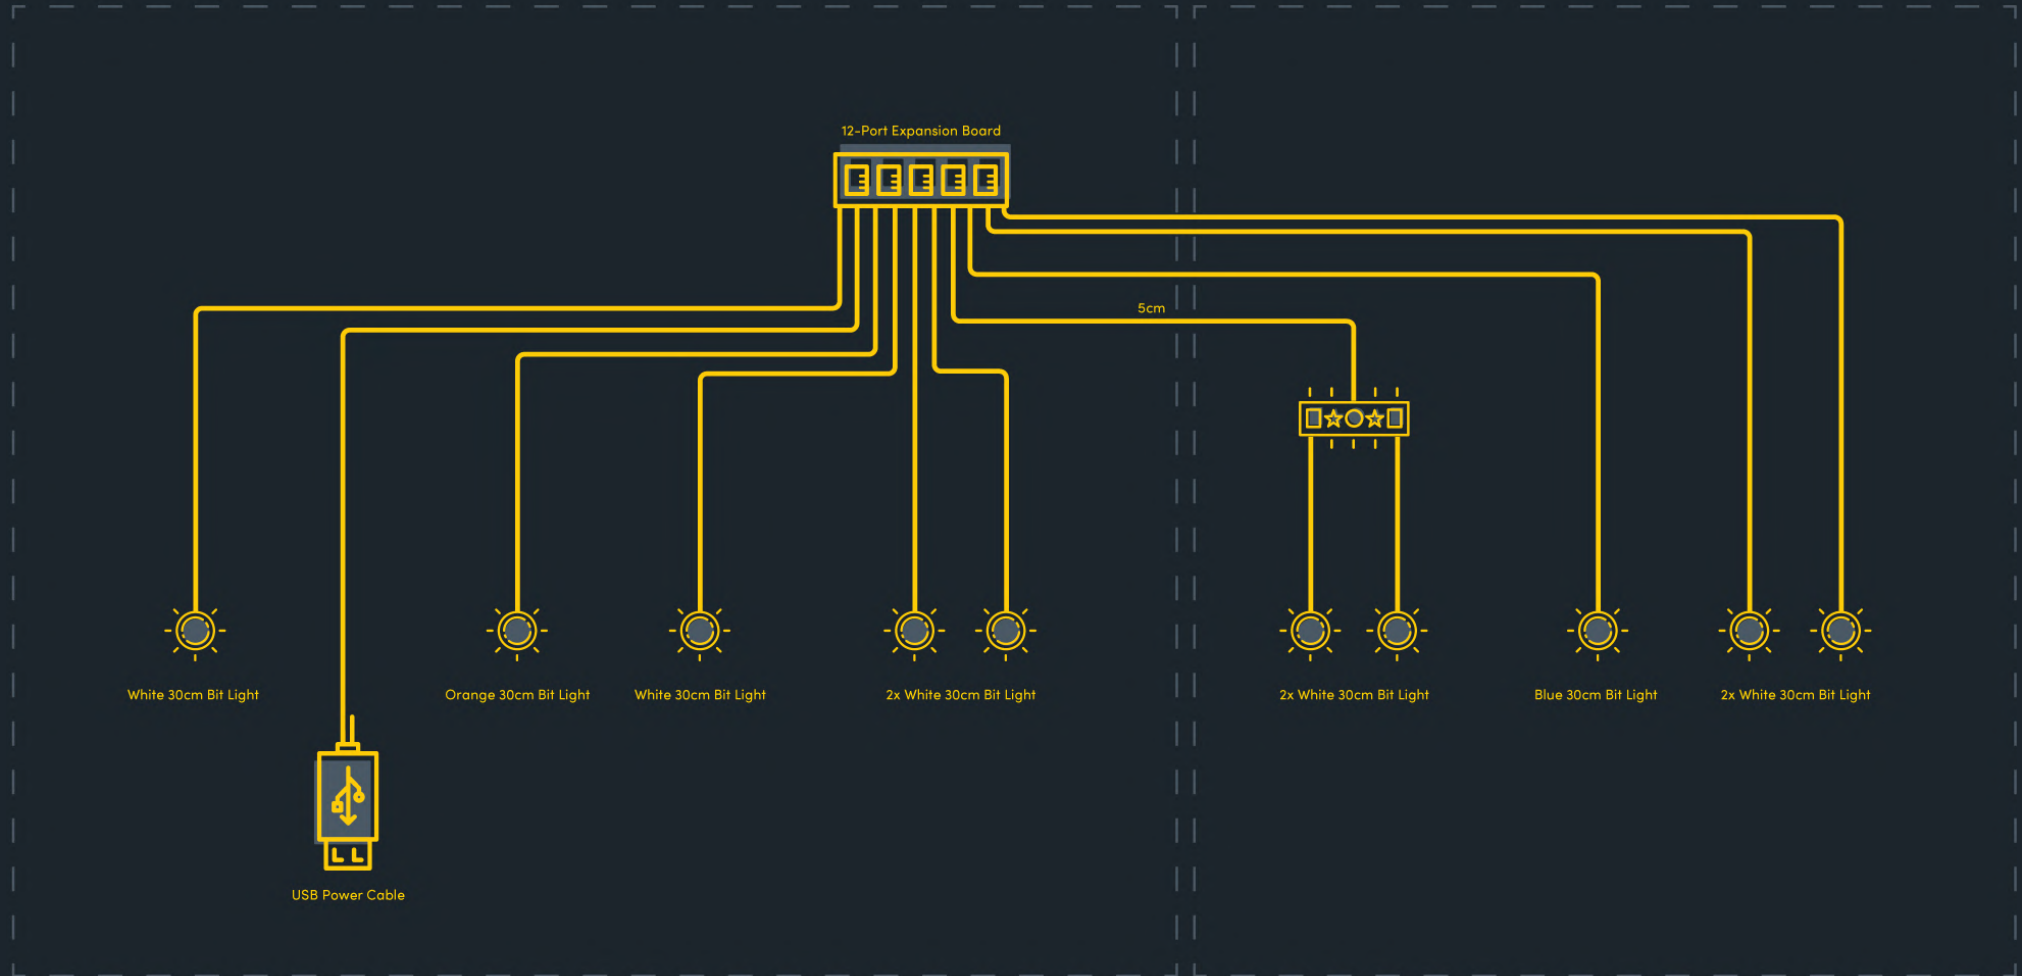 12-Port Expansion Board
5cm
White 30cm Bit Light
Orange 30cm Bit Light
White 30cm Bit Light
2x White 30cm Bit Light
2x White 30cm Bit Light
Blue 30cm Bit Light
2x White 30cm Bit Light
USB Power Cable